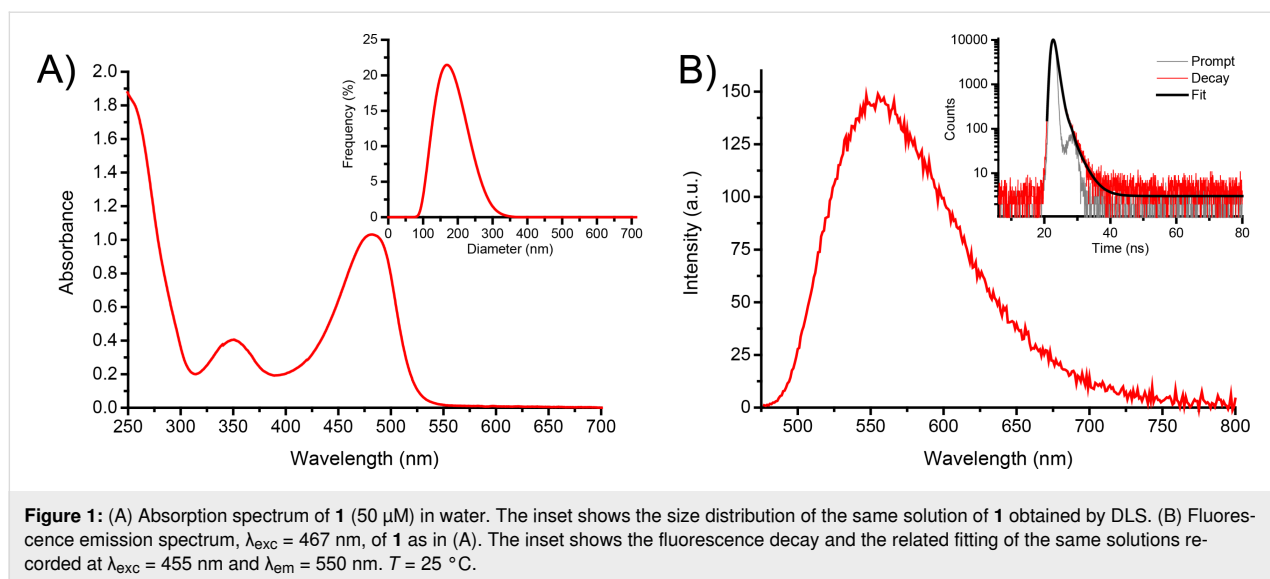 A)
2.0
1.8
1.6
1.4
1.2
1.0
0.8
0.6
0.4
0.2
0.0
Absorbance
250 300 350 400 450 500 550 600 650 700
Wavelength (nm)
25
20
15
10
5
0
Frequency (%)
0 100 200 300 400 500 600 700
Diameter (nm)
B)
150
125
100
75
50
25
0
Intensity (a.u.)
500 550 600 650 700 750 800
Wavelength (nm)
10000
1000
100
10
Counts
20 40 60 80
Time (ns)
Prompt
Decay
Fit
Figure 1: (A) Absorption spectrum of 1 (50 µM) in water. The inset shows the size distribution of the same solution of 1 obtained by DLS. (B) Fluores-
cence emission spectrum, λexc = 467 nm, of 1 as in (A). The inset shows the fluorescence decay and the related fitting of the same solutions re-
corded at λexc = 455 nm and λem = 550 nm. T = 25 °C.